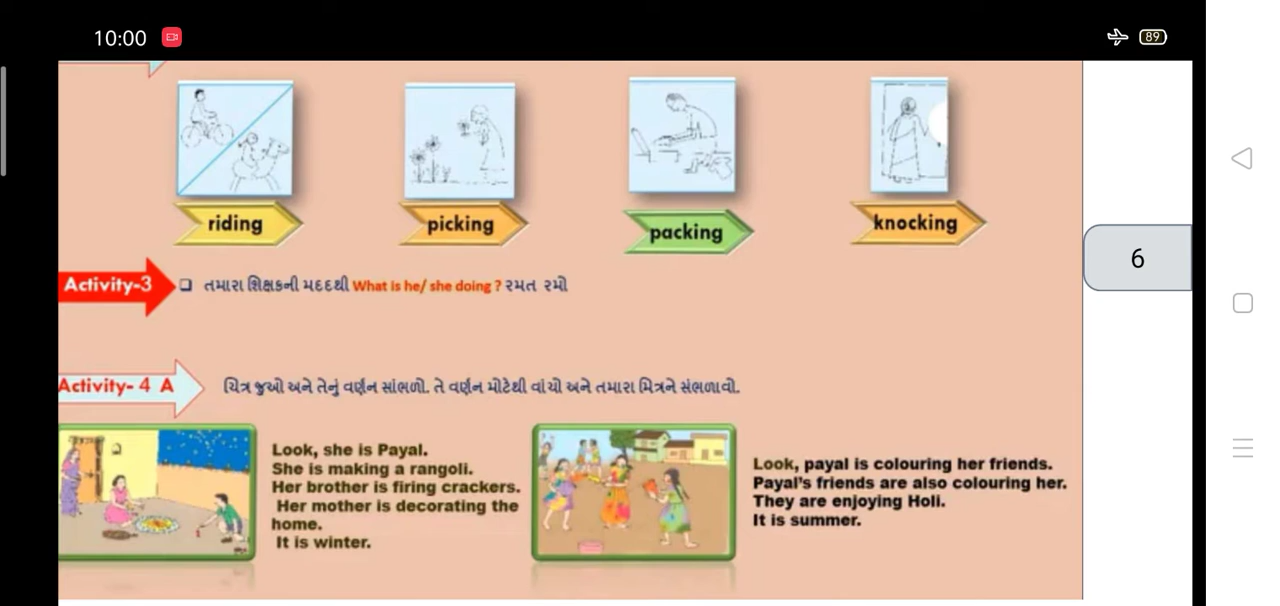 10:00
89
riding
picking
packing
knocking
6
Activity-3
❑ તમારા શિક્ષકની મદદથી What is he/ she doing ? રમત રમો
Activity- 4 A
ચિત્ર જુઓ અને તેનું વર્ણન સાંભળો. તે વર્ણન મોટેથી વાંચો અને તમારા મિત્રને સંભળાવો.
Look, she is Payal.
She is making a rangoli.
Her brother is firing crackers.
Her mother is decorating the
home.
It is winter.
Look, payal is colouring her friends.
Payal's friends are also colouring her.
They are enjoying Holi.
It is summer.